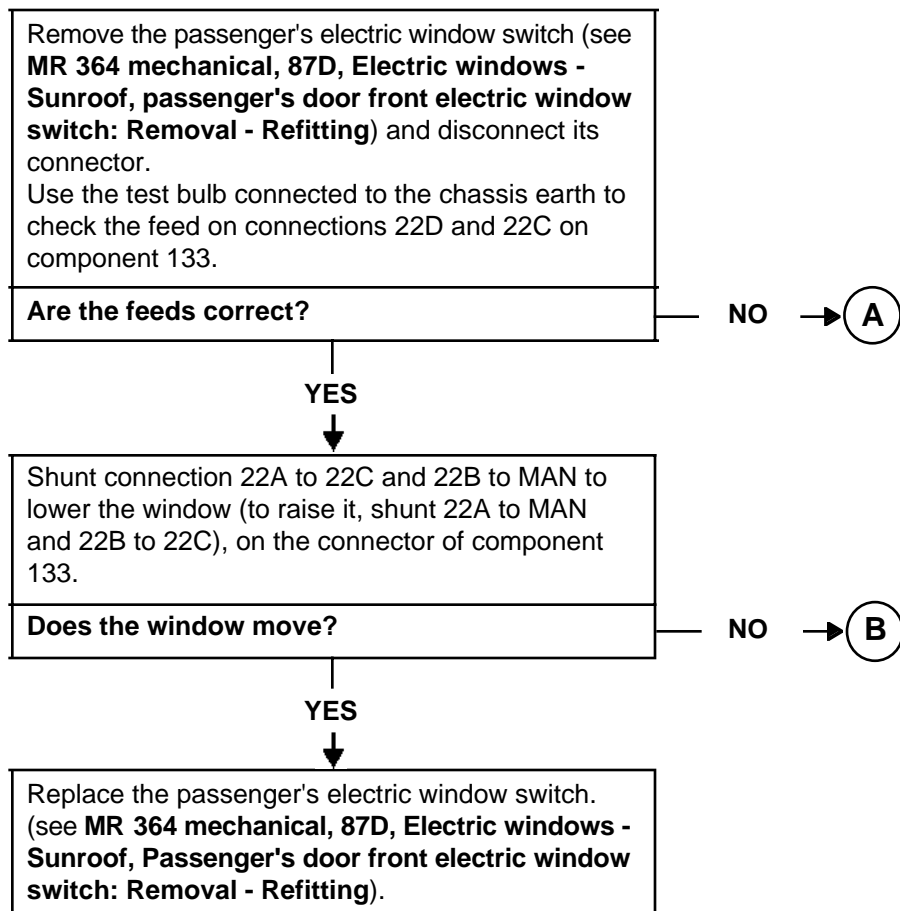 Remove the passenger's electric window switch (see
MR 364 mechanical, 87D, Electric windows -
Sunroof, passenger's door front electric window
switch: Removal - Refitting) and disconnect its
connector.
Use the test bulb connected to the chassis earth to
check the feed on connections 22D and 22C on
component 133.
Are the feeds correct?
NO
A
YES
Shunt connection 22A to 22C and 22B to MAN to
lower the window (to raise it, shunt 22A to MAN
and 22B to 22C), on the connector of component
133.
Does the window move?
NO
B
YES
Replace the passenger's electric window switch.
(see MR 364 mechanical, 87D, Electric windows -
Sunroof, Passenger's door front electric window
switch: Removal - Refitting).